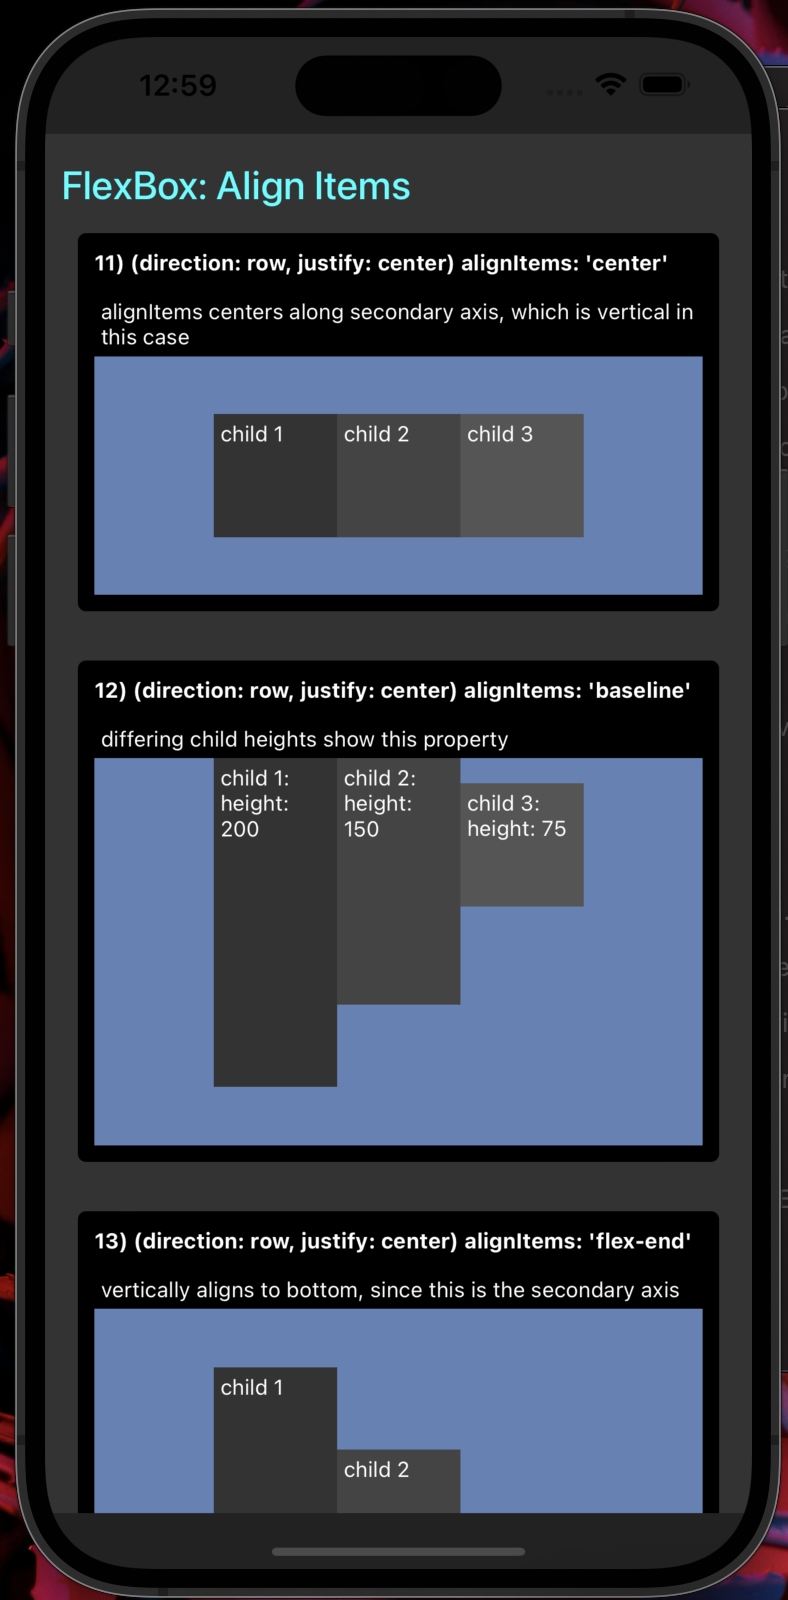 12:59
FlexBox: Align Items
11) (direction: row, justify: center) alignItems: 'center'
alignItems centers along secondary axis, which is vertical in
this case
child 1
child 2
child 3
12) (direction: row, justify: center) alignItems: 'baseline'
differing child heights show this property
child 1:
height:
200
child 2:
height:
150
child 3:
height: 75
13) (direction: row, justify: center) alignItems: 'flex-end'
vertically aligns to bottom, since this is the secondary axis
child 1
child 2